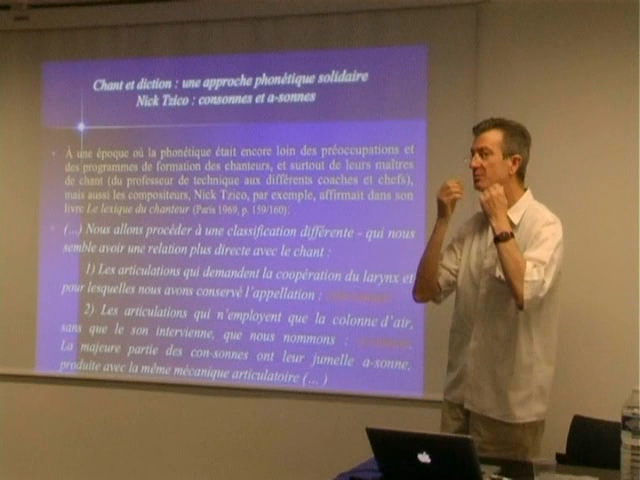 Chant et diction : une approche phonétique solidaire
Nick Tzico : consonnes et a-sonnes
À une époque où la phonétique était encore loin des préoccupations et
des programmes de formation des chanteurs, et surtout de leurs maîtres
de chant (du professeur de technique aux différents coaches et chefs),
mais aussi les compositeurs, Nick Tzico, par exemple, affirmait dans son
livre Le lexique du chanteur (Paris 1969, p. 159/160):
(...) Nous allons procéder à une classification différente - qui nous
semble avoir une relation plus directe avec le chant :
1) Les articulations qui demandent la coopération du larynx et
pour lesquelles nous avons conservé l'appellation :
2) Les articulations qui n'employent que la colonne d'air,
sans que le son intervienne, que nous nommons :
La majeure partie des con-sonnes ont leur jumelle a-sonne,
produite avec la même mécanique articulatoire (... )